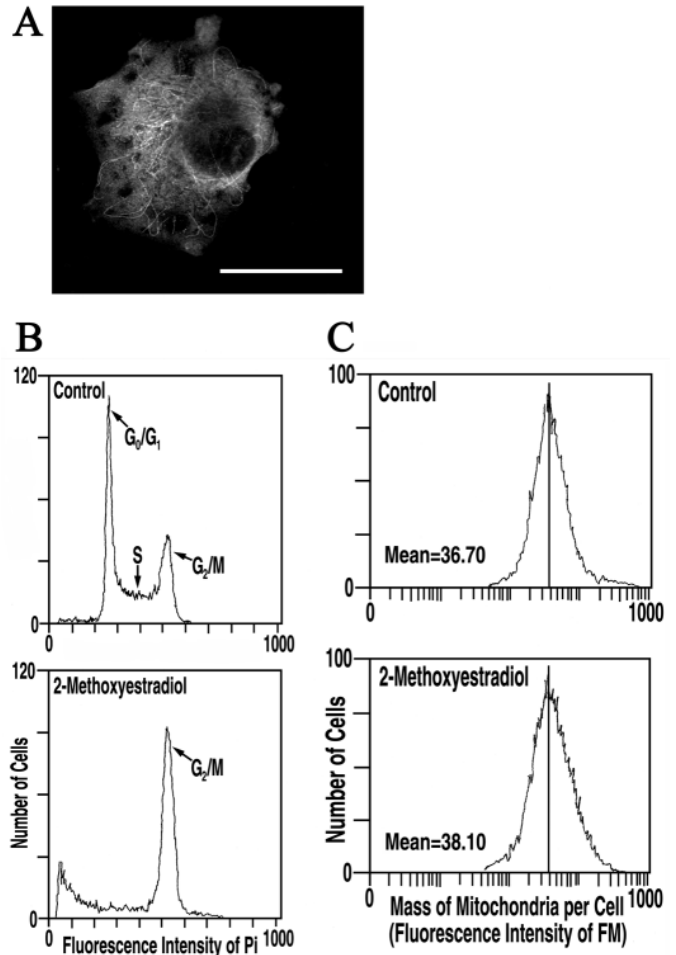 A
B
120
Control
G₀/G₁
S
G₂/M
0
0 1000
120
2-Methoxyestradiol
G₂/M
Number of Cells
0
0 1000
Fluorescence Intensity of Pi
C
100
Control
Mean=36.70
0
0 1000
100
2-Methoxyestradiol
Number of Cells
Mean=38.10
0
0 1000
Mass of Mitochondria per Cell
(Fluorescence Intensity of FM)